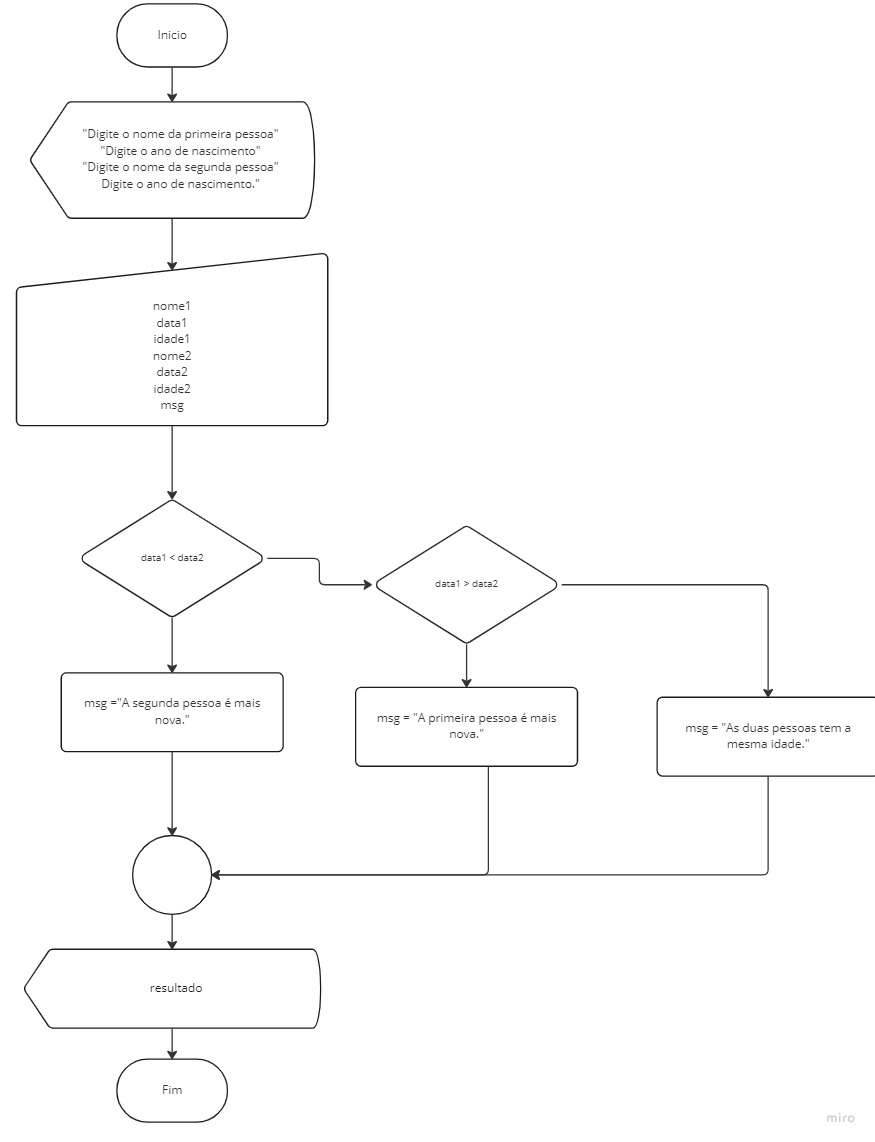 Inicio
"Digite o nome da primeira pessoa"
"Digite o ano de nascimento"
"Digite o nome da segunda pessoa"
Digite o ano de nascimento."
nome1
data1
idade1
nome2
data2
idade2
msg
data1 < data2
data1 > data2
msg ="A segunda pessoa é mais
nova."
msg = "A primeira pessoa é mais
nova."
msg = "As duas pessoas tem a
mesma idade."
resultado
Fim
miro